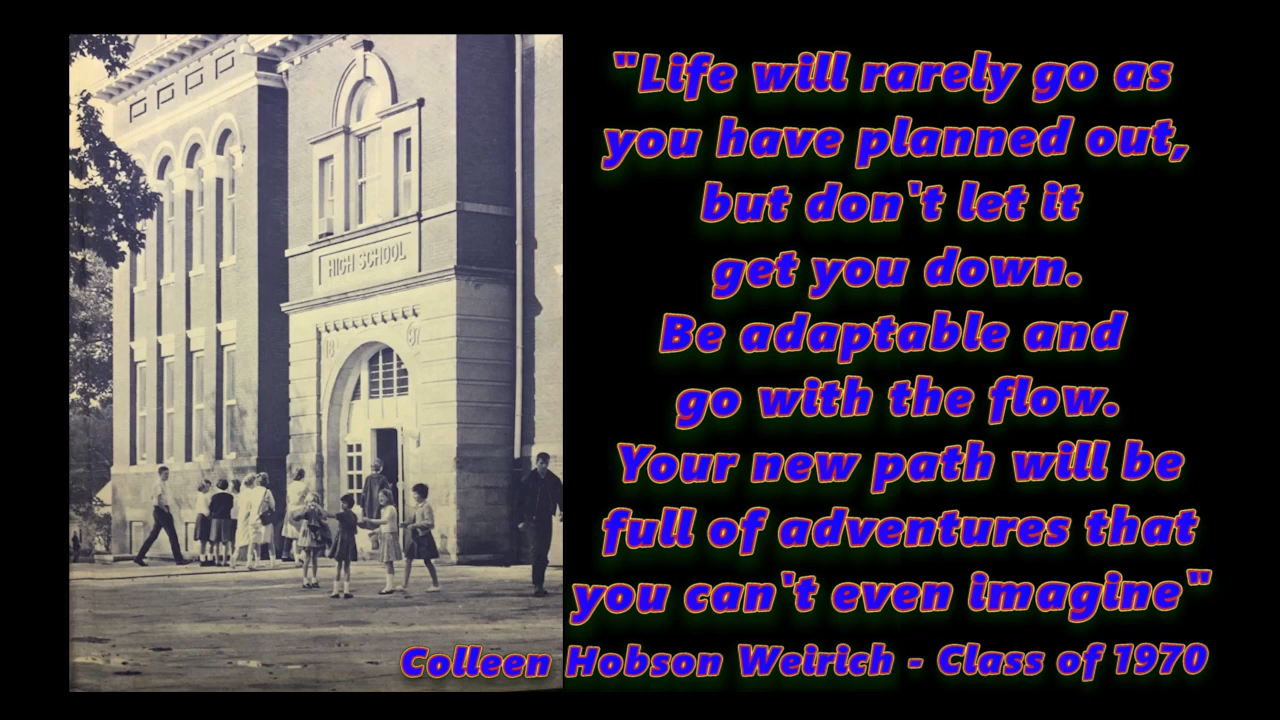 HIGH SCHOOL
18 97
"Life will rarely go as
you have planned out,
but don't let it
get you down.
Be adaptable and
go with the flow.
Your new path will be
full of adventures that
you can't even imagine"
Colleen Hobson Weirich - Class of 1970